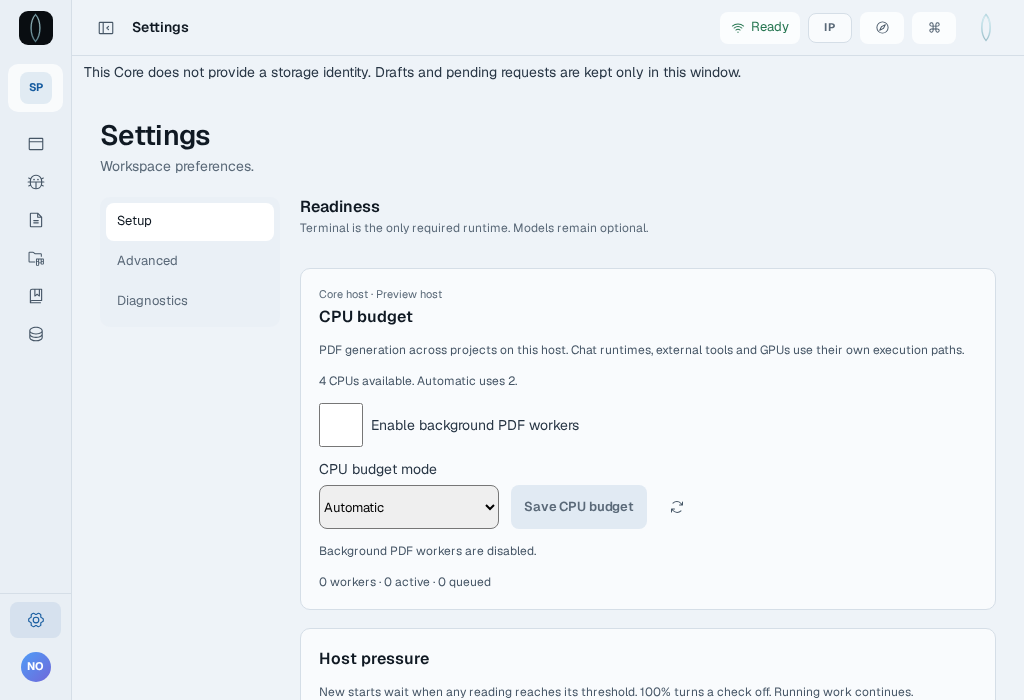 Settings
Ready
IP
⌘
This Core does not provide a storage identity. Drafts and pending requests are kept only in this window.
SP
Settings
Workspace preferences.
Setup
Advanced
Diagnostics
Readiness
Terminal is the only required runtime. Models remain optional.
Core host · Preview host
CPU budget
PDF generation across projects on this host. Chat runtimes, external tools and GPUs use their own execution paths.
4 CPUs available. Automatic uses 2.
Enable background PDF workers
CPU budget mode
Automatic
Save CPU budget
Background PDF workers are disabled.
0 workers · 0 active · 0 queued
Host pressure
New starts wait when any reading reaches its threshold. 100% turns a check off. Running work continues.
NO